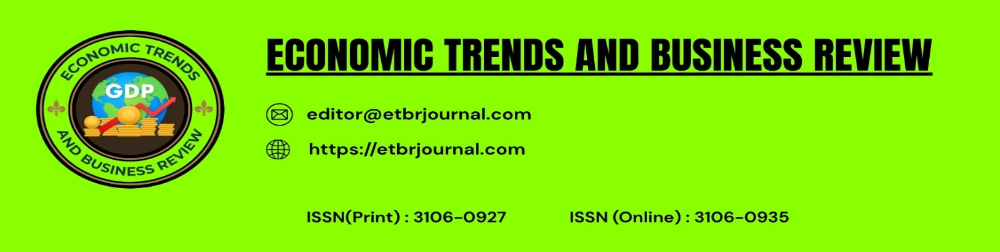 ECONOMIC TRENDS
GDP
AND BUSINESS REVIEW
ECONOMIC TRENDS AND BUSINESS REVIEW
editor@etbrjournal.com
https://etbrjournal.com
ISSN(Print) : 3106-0927 ISSN (Online) : 3106-0935